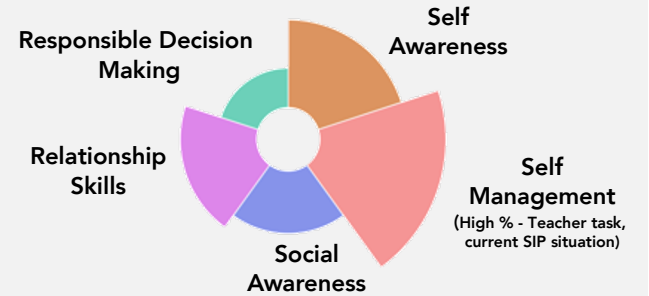 Self
Awareness
Responsible Decision
Making
Relationship
Skills
Self
Management
(High % - Teacher task,
current SIP situation)
Social
Awareness